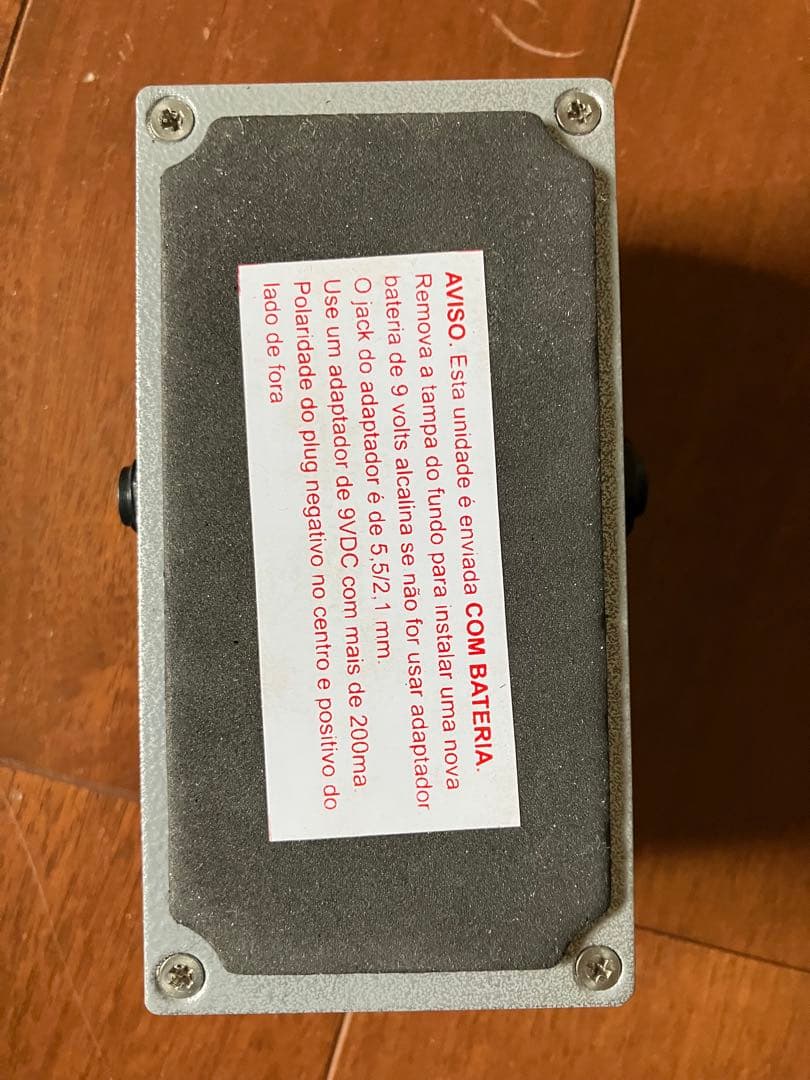 AVISO. Esta unidade é enviada COM BATERIA.
Remova a tampa do fundo para instalar uma nova
bateria de 9 volts alcalina se não for usar adaptador
O jack do adaptador é de 5,5/2,1 mm.
Use um adaptador de 9VDC com mais de 200ma.
Polaridade do plug negativo no centro e positivo do
lado de fora